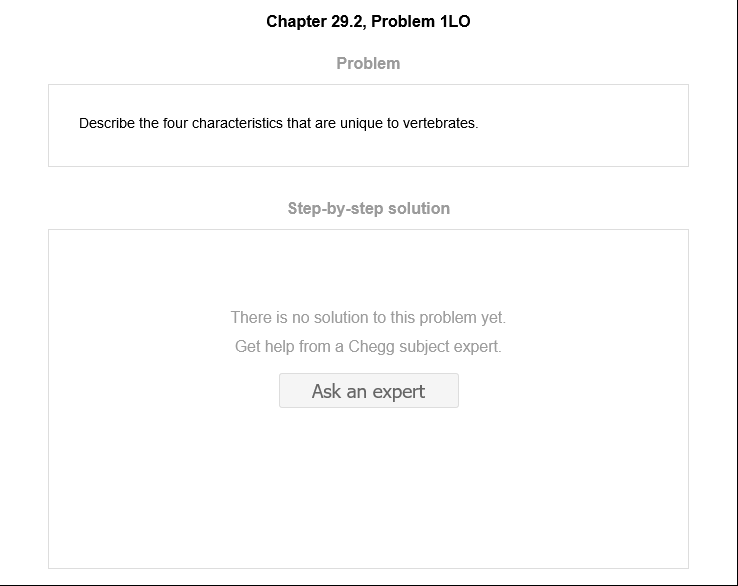 Chapter 29.2, Problem 1LO
Problem
Describe the four characteristics that are unique to vertebrates.
Step-by-step solution
There is no solution to this problem yet.
Get help from a Chegg subject expert.
Ask an expert